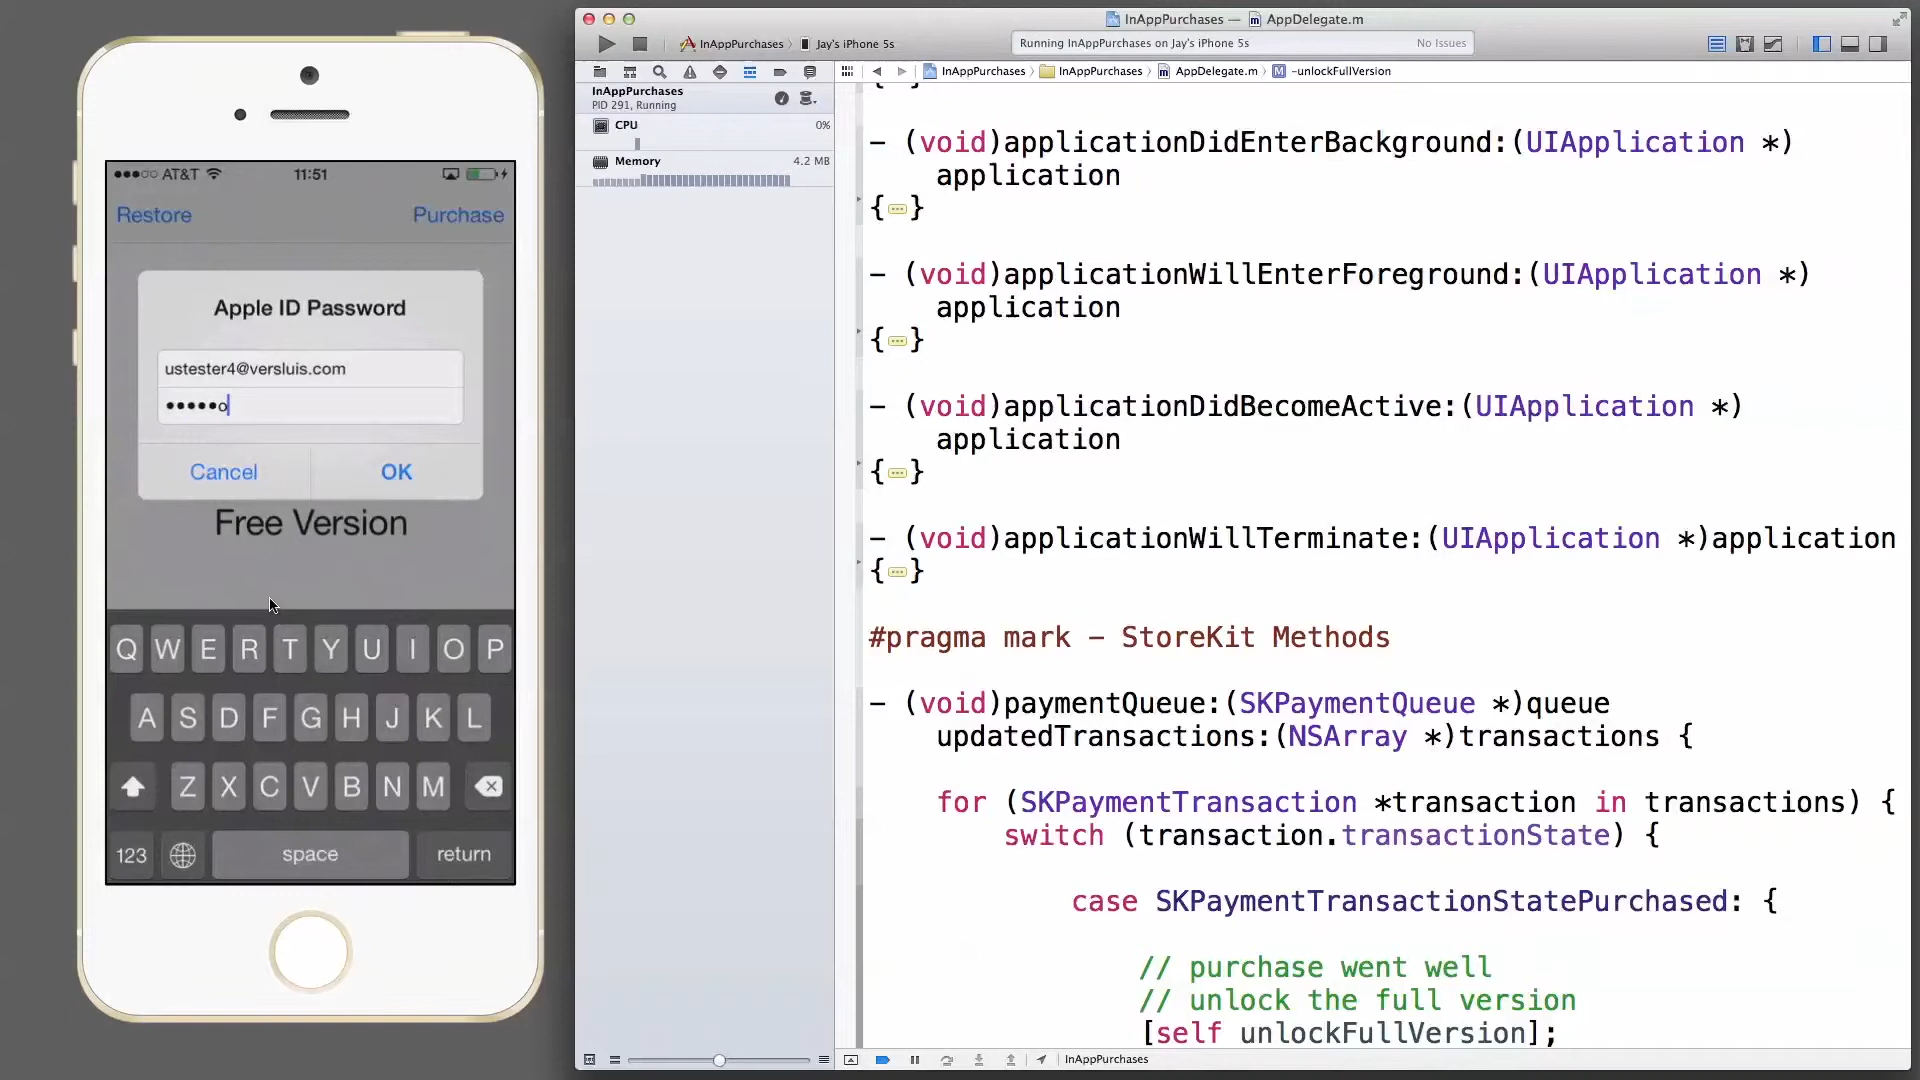 ●●●○○ AT&T 11:51
Restore Purchase
Apple ID Password
ustester4@versluis.com
•••••o
Cancel OK
Free Version
Q W E R T Y U I O P
A S D F G H J K L
Z X C V B N M
123 space return
InAppPurchases — AppDelegate.m
InAppPurchases 〉 Jay's iPhone 5s
Running InAppPurchases on Jay's iPhone 5s No Issues
InAppPurchases 〉 InAppPurchases 〉 AppDelegate.m 〉 M -unlockFullVersion
InAppPurchases
PID 291, Running
CPU 0%
Memory 4.2 MB
- (void)applicationDidEnterBackground:(UIApplication *)
application
{...}
- (void)applicationWillEnterForeground:(UIApplication *)
application
{...}
- (void)applicationDidBecomeActive:(UIApplication *)
application
{...}
- (void)applicationWillTerminate:(UIApplication *)application
{...}
#pragma mark - StoreKit Methods
- (void)paymentQueue:(SKPaymentQueue *)queue
updatedTransactions:(NSArray *)transactions {
for (SKPaymentTransaction *transaction in transactions) {
switch (transaction.transactionState) {
case SKPaymentTransactionStatePurchased: {
// purchase went well
// unlock the full version
[self unlockFullVersion];
InAppPurchases